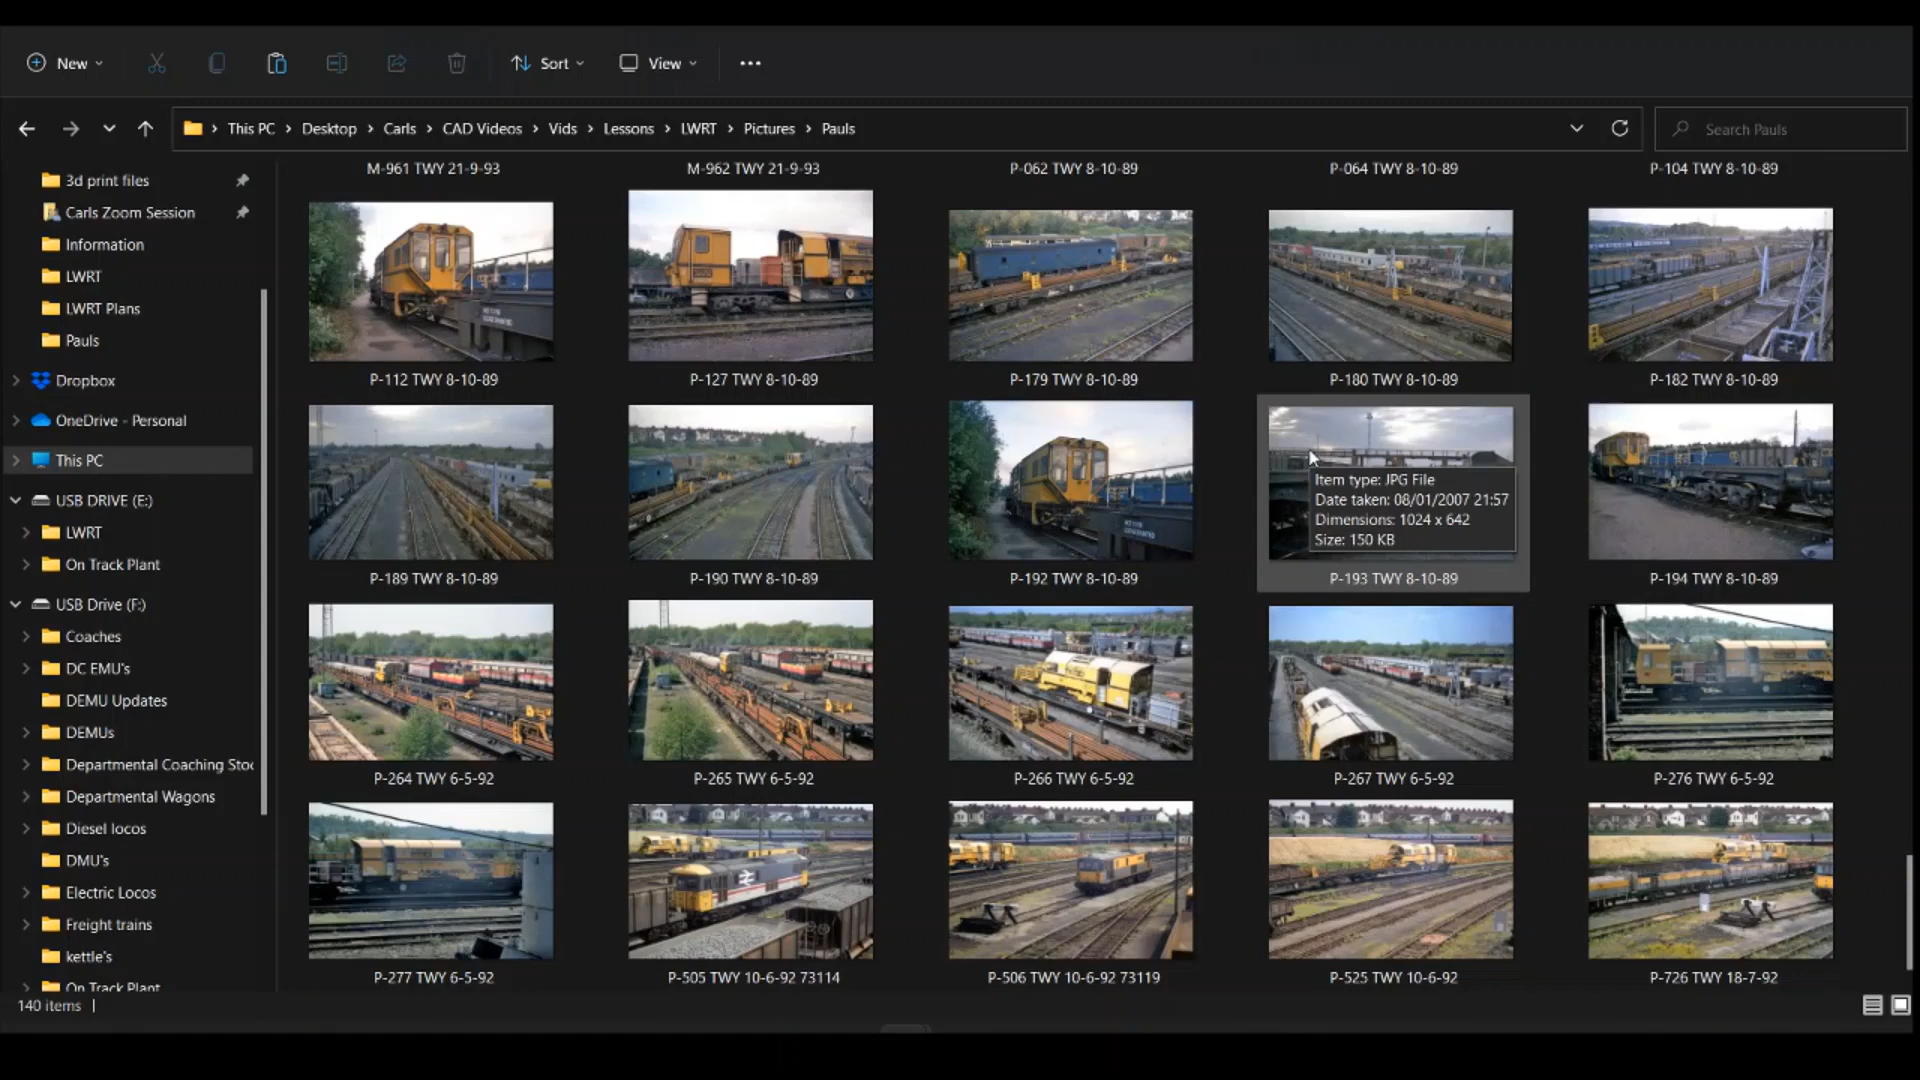 New
Sort
View
This PC
Desktop
Carls
CAD Videos
Vids
Lessons
LWRT
Pictures
Pauls
Search Pauls
3d print files
Carls Zoom Session
Information
LWRT
LWRT Plans
Pauls
Dropbox
OneDrive - Personal
This PC
USB DRIVE (E:)
LWRT
On Track Plant
USB Drive (F:)
Coaches
DC EMU's
DEMU Updates
DEMUs
Departmental Coaching Stoc
Departmental Wagons
Diesel locos
DMU's
Electric Locos
Freight trains
kettle's
On Track Plant
M-961 TWY 21-9-93
M-962 TWY 21-9-93
P-062 TWY 8-10-89
P-064 TWY 8-10-89
P-104 TWY 8-10-89
P-112 TWY 8-10-89
P-127 TWY 8-10-89
P-179 TWY 8-10-89
P-180 TWY 8-10-89
P-182 TWY 8-10-89
P-189 TWY 8-10-89
P-190 TWY 8-10-89
P-192 TWY 8-10-89
Item type: JPG File
Date taken: 08/01/2007 21:57
Dimensions: 1024 x 642
Size: 150 KB
P-193 TWY 8-10-89
P-194 TWY 8-10-89
P-264 TWY 6-5-92
P-265 TWY 6-5-92
P-266 TWY 6-5-92
P-267 TWY 6-5-92
P-276 TWY 6-5-92
P-277 TWY 6-5-92
P-505 TWY 10-6-92 73114
P-506 TWY 10-6-92 73119
P-525 TWY 10-6-92
P-726 TWY 18-7-92
140 items